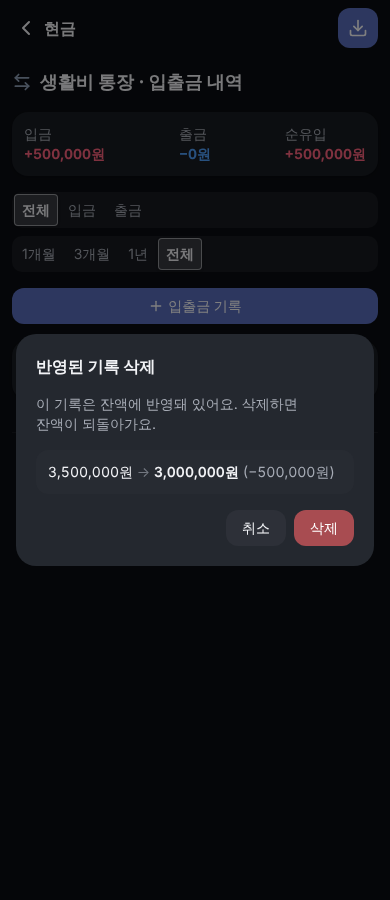 현금
생활비 통장 · 입출금 내역
입금 출금 순유입
+500,000원 −0원 +500,000원
전체 입금 출금
1개월 3개월 1년 전체
+ 입출금 기록
반영된 기록 삭제
이 기록은 잔액에 반영돼 있어요. 삭제하면
잔액이 되돌아가요.
3,500,000원 → 3,000,000원 (−500,000원)
취소 삭제